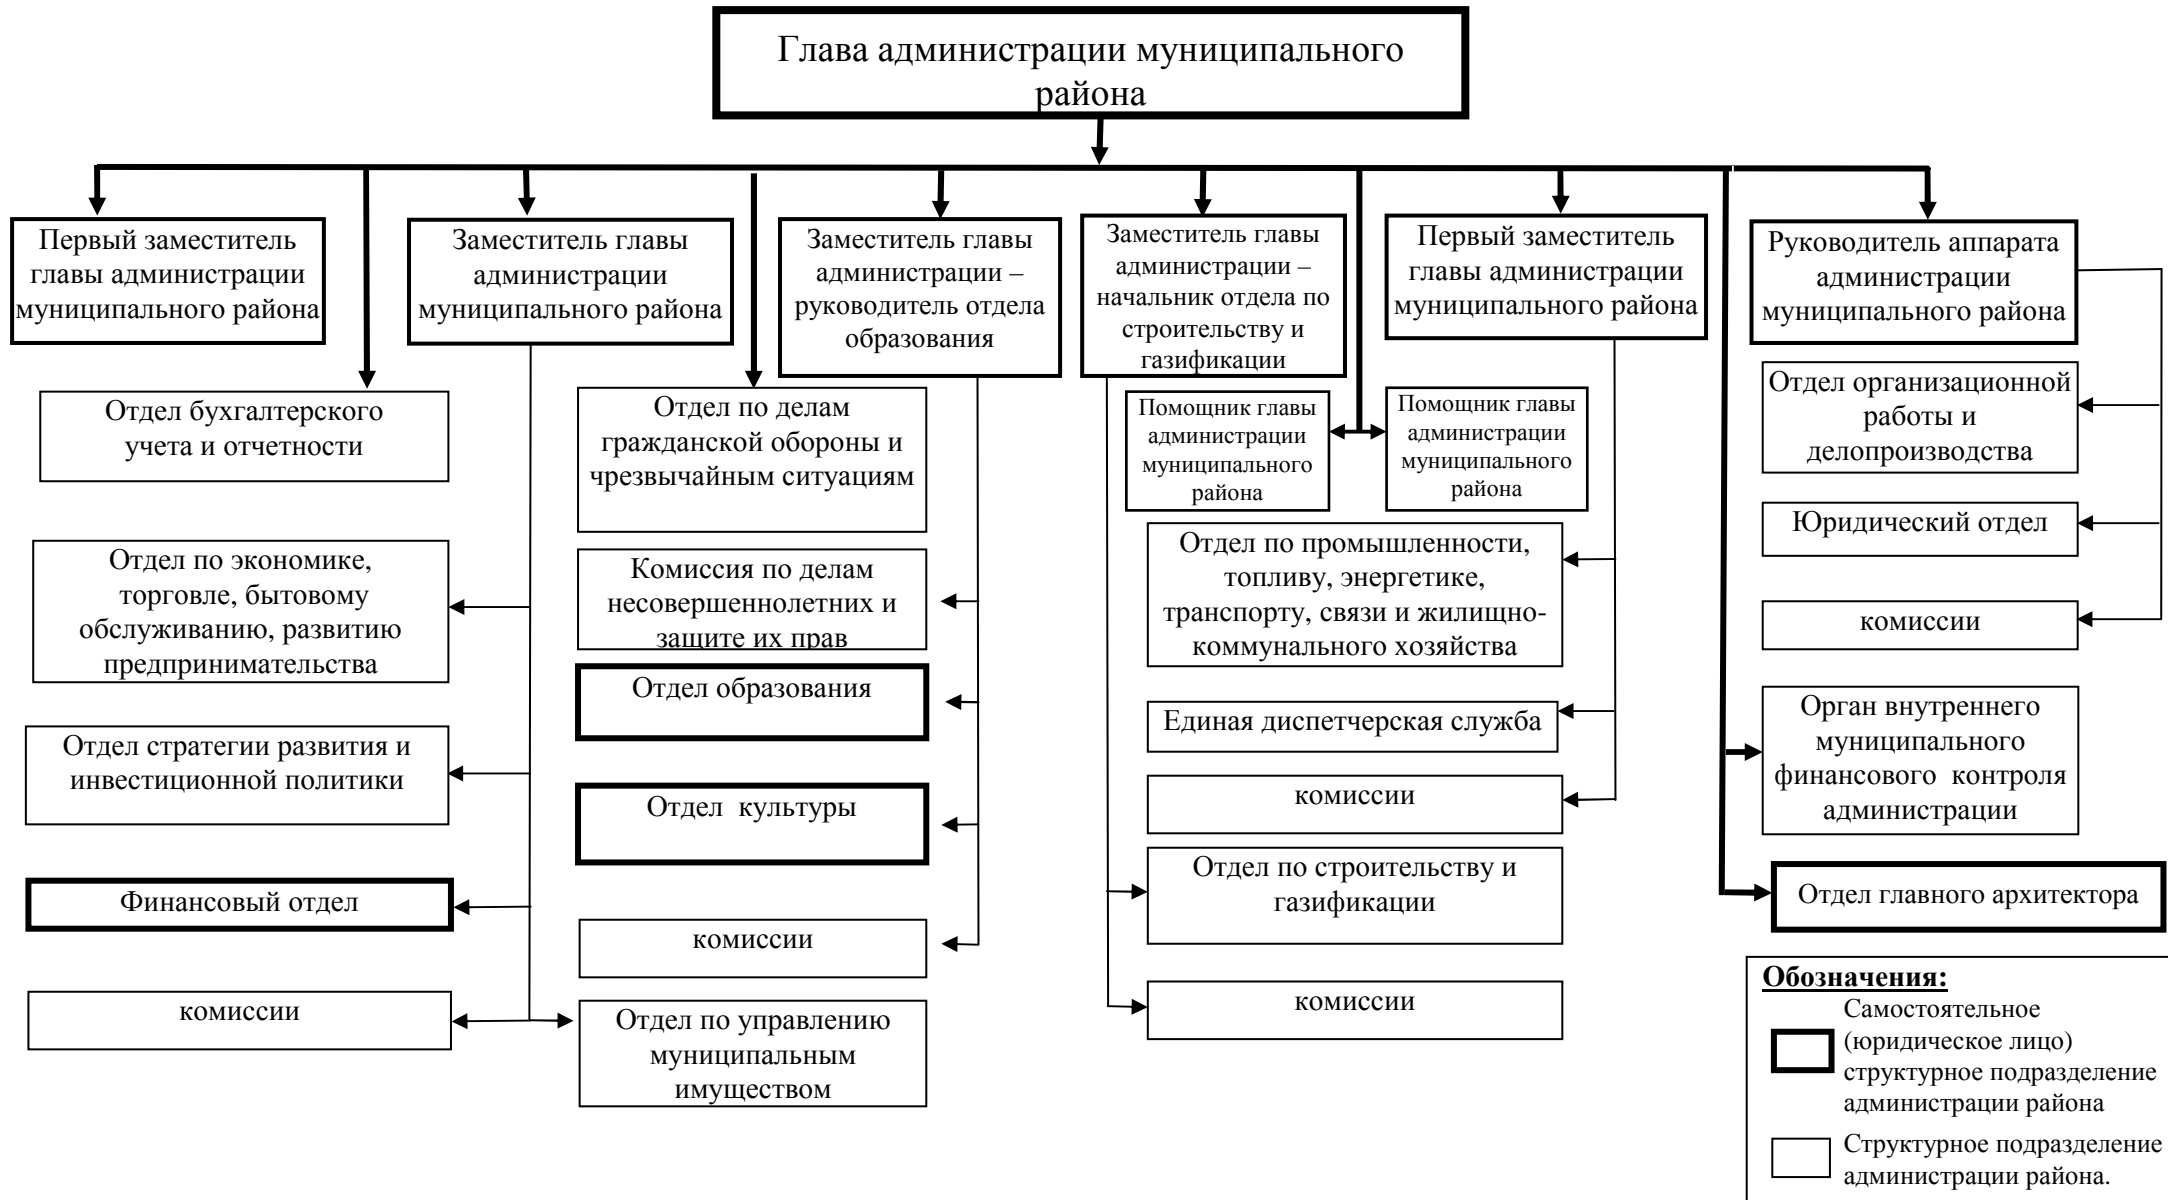 Глава администрации муниципального
района
Первый заместитель
главы администрации
муниципального района
Заместитель главы
администрации
муниципального района
Заместитель главы
администрации –
руководитель отдела
образования
Заместитель главы
администрации –
начальник отдела по
строительству и
газификации
Первый заместитель
главы администрации
муниципального района
Руководитель аппарата
администрации
муниципального района
Отдел бухгалтерского
учета и отчетности
Отдел по делам
гражданской обороны и
чрезвычайным ситуациям
Помощник главы
администрации
муниципального
района
Помощник главы
администрации
муниципального
района
Отдел организационной
работы и
делопроизводства
Юридический отдел
комиссии
Отдел по экономике,
торговле, бытовому
обслуживанию, развитию
предпринимательства
Комиссия по делам
несовершеннолетних и
защите их прав
Отдел по промышленности,
топливу, энергетике,
транспорту, связи и жилищно-
коммунального хозяйства
Отдел образования
Единая диспетчерская служба
Орган внутреннего
муниципального
финансового контроля
администрации
Отдел стратегии развития и
инвестиционной политики
Отдел культуры
комиссии
Отдел по строительству и
газификации
Отдел главного архитектора
Финансовый отдел
комиссии
комиссии
комиссии
Отдел по управлению
муниципальным
имуществом
Обозначения:
Самостоятельное
(юридическое лицо)
структурное подразделение
администрации района
Структурное подразделение
администрации района.